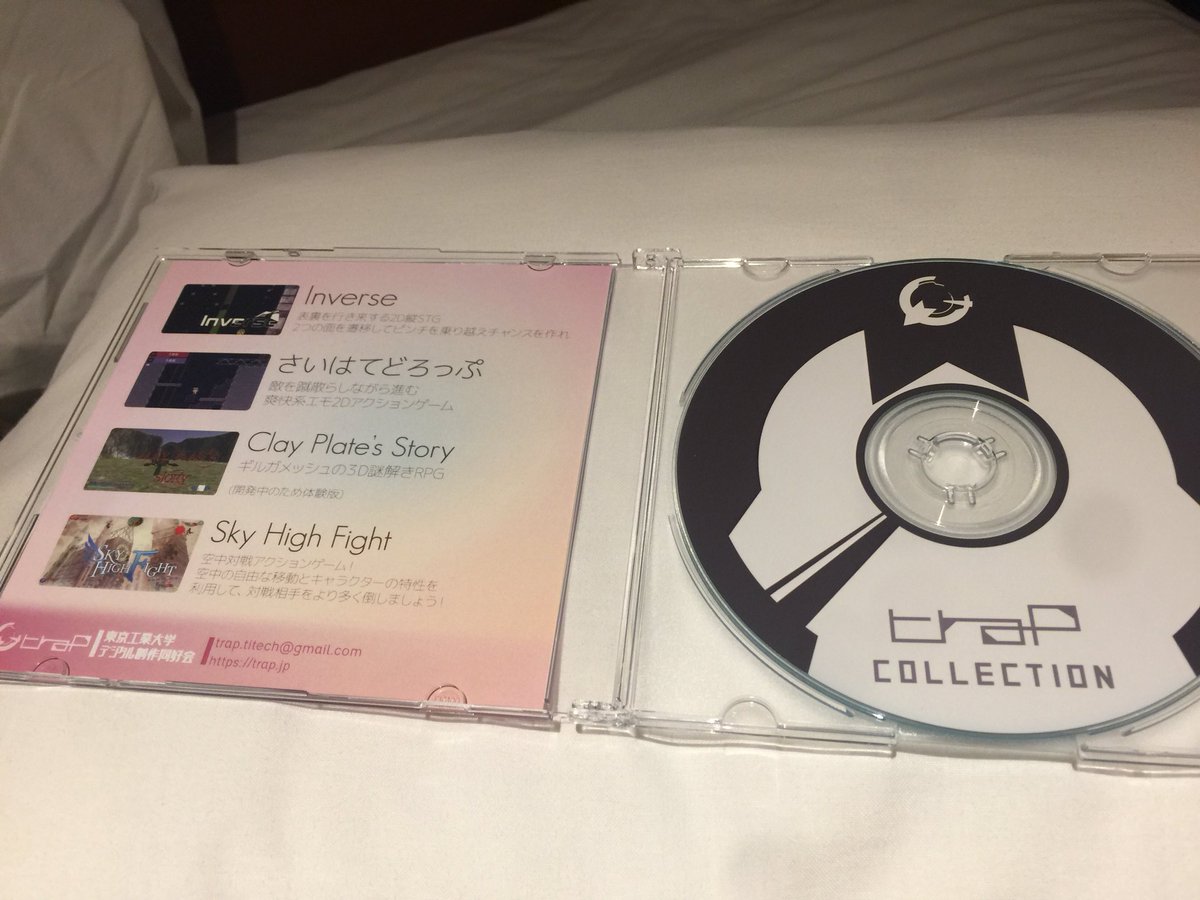 Inverse
表裏を行き来する2D縦STG
2つの面を遷移してピンチを乗り越えチャンスを作れ
Inverse
さいはてどろっぷ
敵を蹴散らしながら進む
爽快系エモ2Dアクションゲーム
Clay Plate's Story
ギルガメッシュの3D謎解きRPG
(開発中のため体験版)
STORY
Sky High Fight
空中対戦アクションゲーム!
空中の自由な移動とキャラクターの特性を
利用して、対戦相手をより多く倒しましょう!
SKY
HIGH FIGHT
traP
東京工業大学
デジタル創作同好会
trap.titech@gmail.com
https://trap.jp
traP
COLLECTION